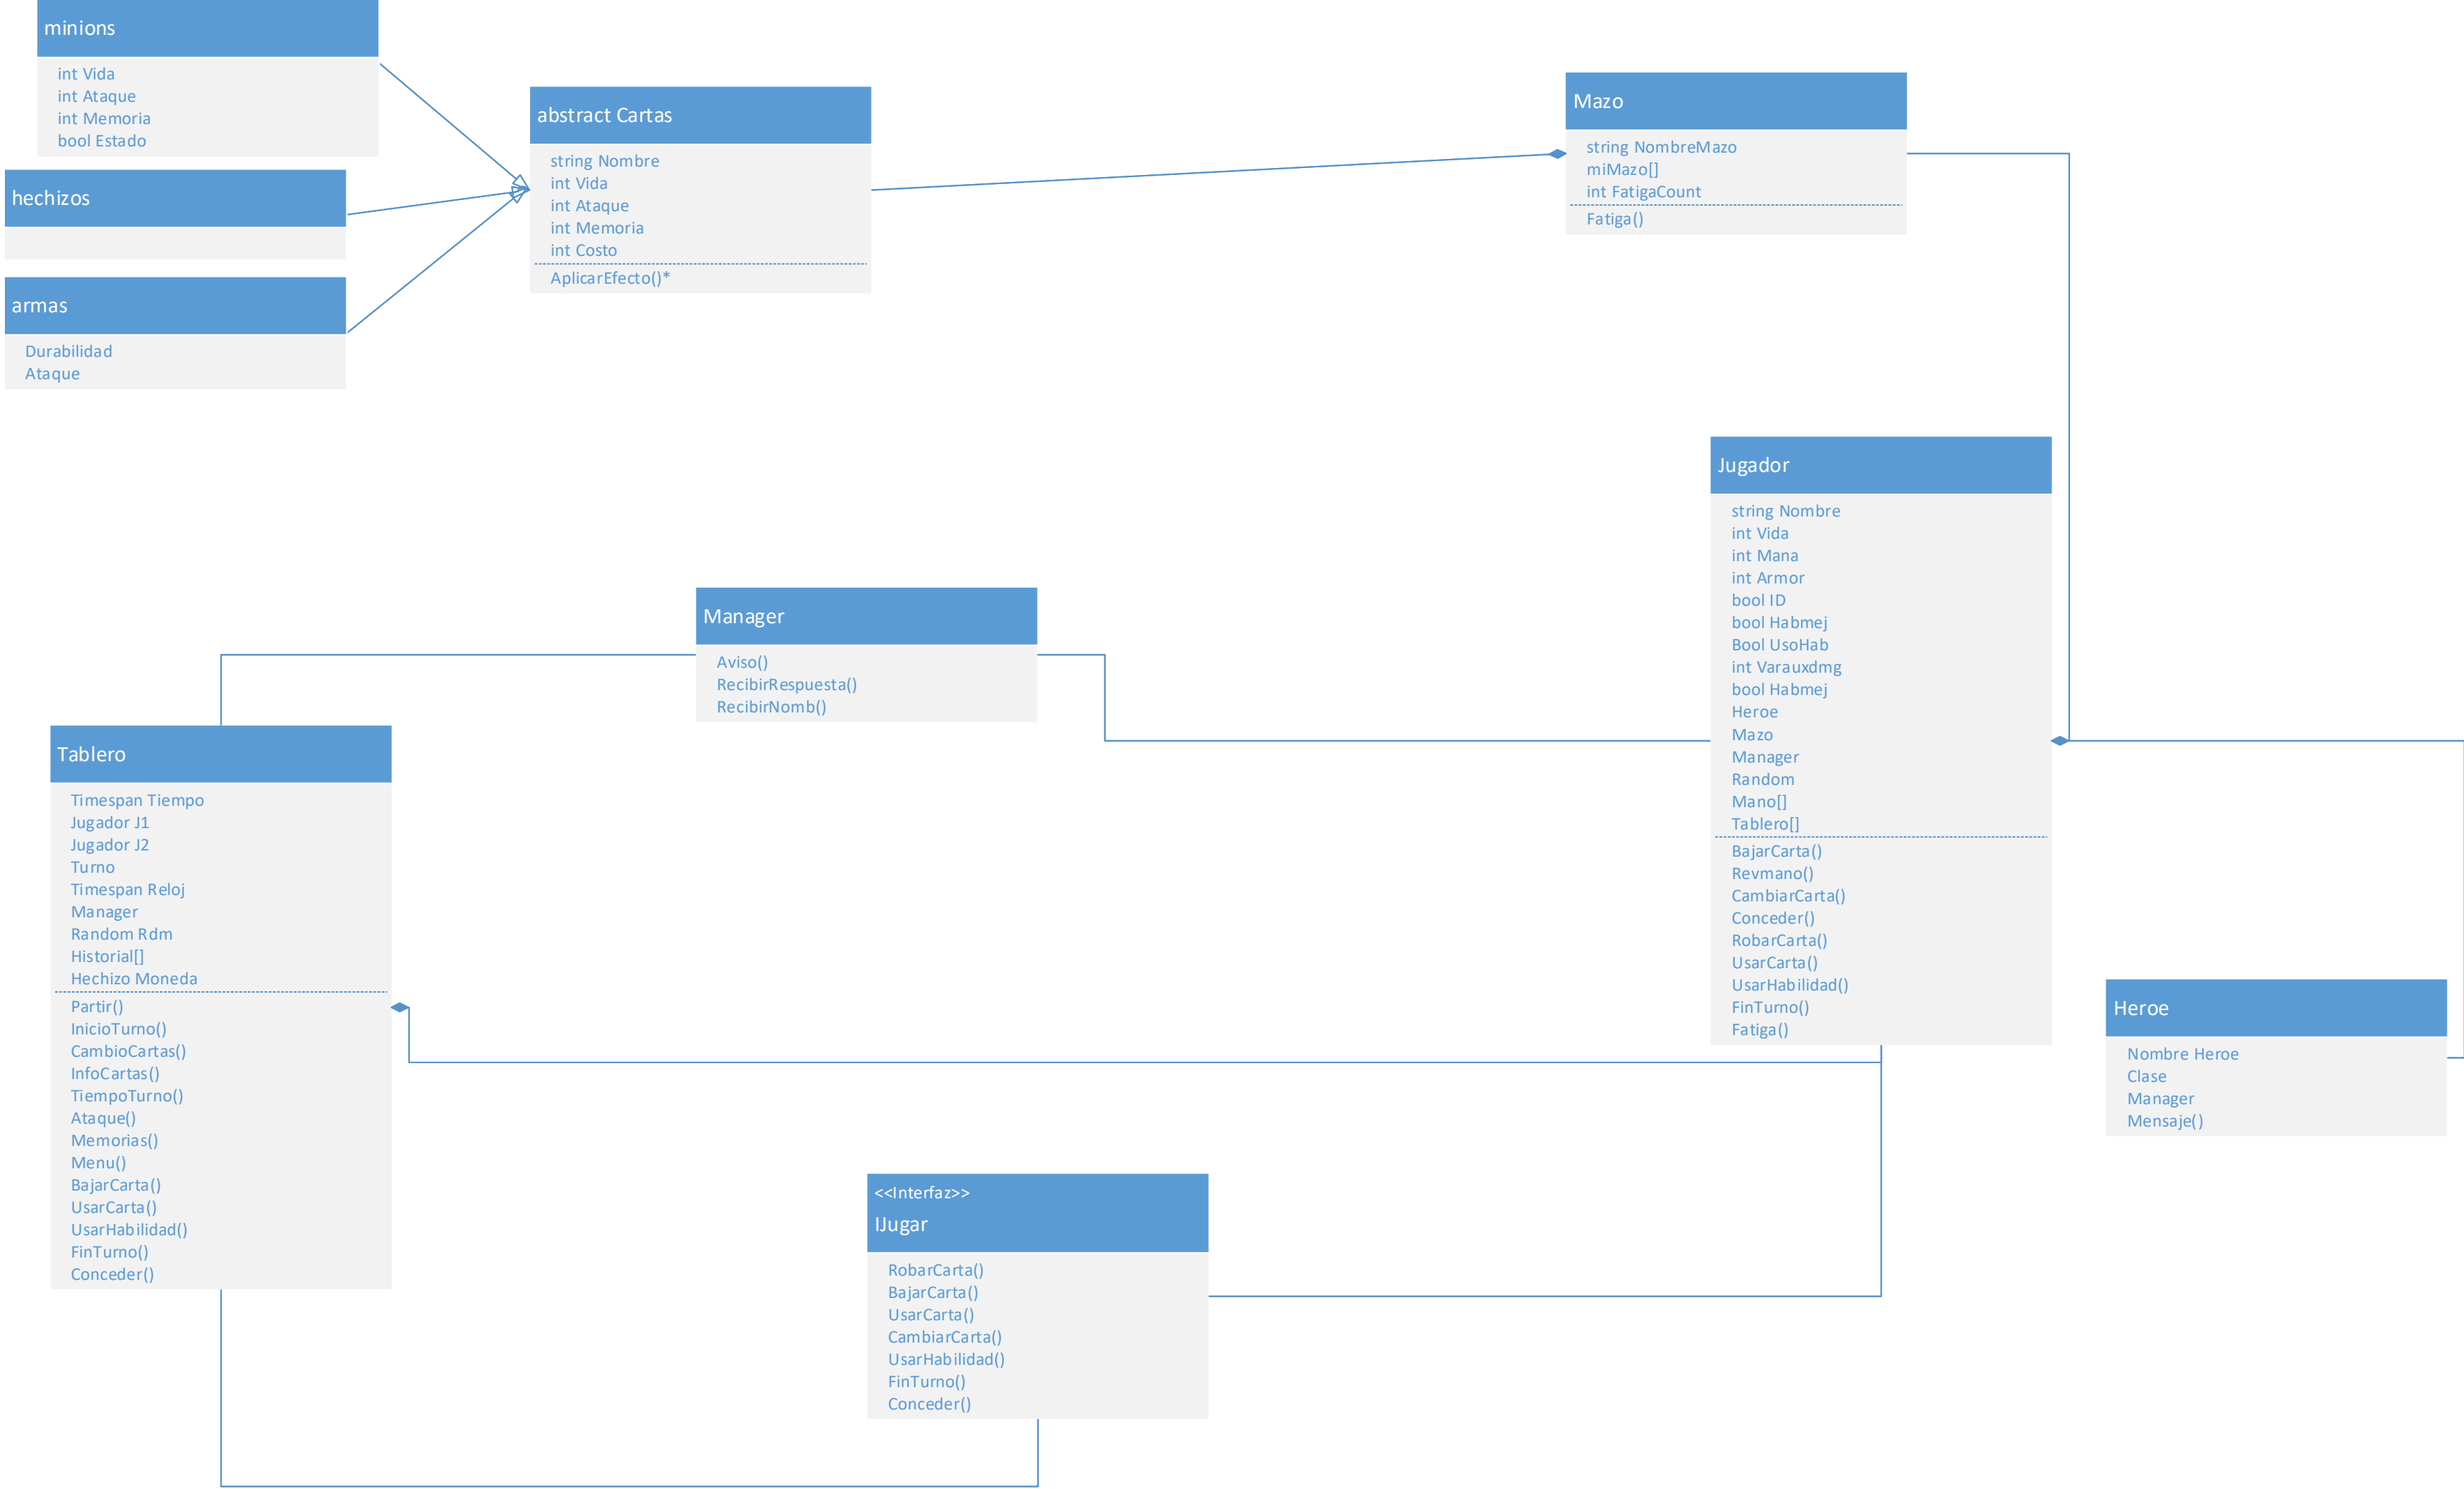 minions
int Vida
int Ataque
int Memoria
bool Estado
hechizos
armas
Durabilidad
Ataque
abstract Cartas
string Nombre
int Vida
int Ataque
int Memoria
int Costo
AplicarEfecto()*
Mazo
string NombreMazo
miMazo[]
int FatigaCount
Fatiga()
Jugador
string Nombre
int Vida
int Mana
int Armor
bool ID
bool Habmej
Bool UsoHab
int Varauxdmg
bool Habmej
Heroe
Mazo
Manager
Random
Mano[]
Tablero[]
BajarCarta()
Revmano()
CambiarCarta()
Conceder()
RobarCarta()
UsarCarta()
UsarHabilidad()
FinTurno()
Fatiga()
Manager
Aviso()
RecibirRespuesta()
RecibirNomb()
Tablero
Timespan Tiempo
Jugador J1
Jugador J2
Turno
Timespan Reloj
Manager
Random Rdm
Historial[]
Hechizo Moneda
Partir()
InicioTurno()
CambioCartas()
InfoCartas()
TiempoTurno()
Ataque()
Memorias()
Menu()
BajarCarta()
UsarCarta()
UsarHabilidad()
FinTurno()
Conceder()
Heroe
Nombre Heroe
Clase
Manager
Mensaje()
<<Interfaz>>
IJugar
RobarCarta()
BajarCarta()
UsarCarta()
CambiarCarta()
UsarHabilidad()
FinTurno()
Conceder()